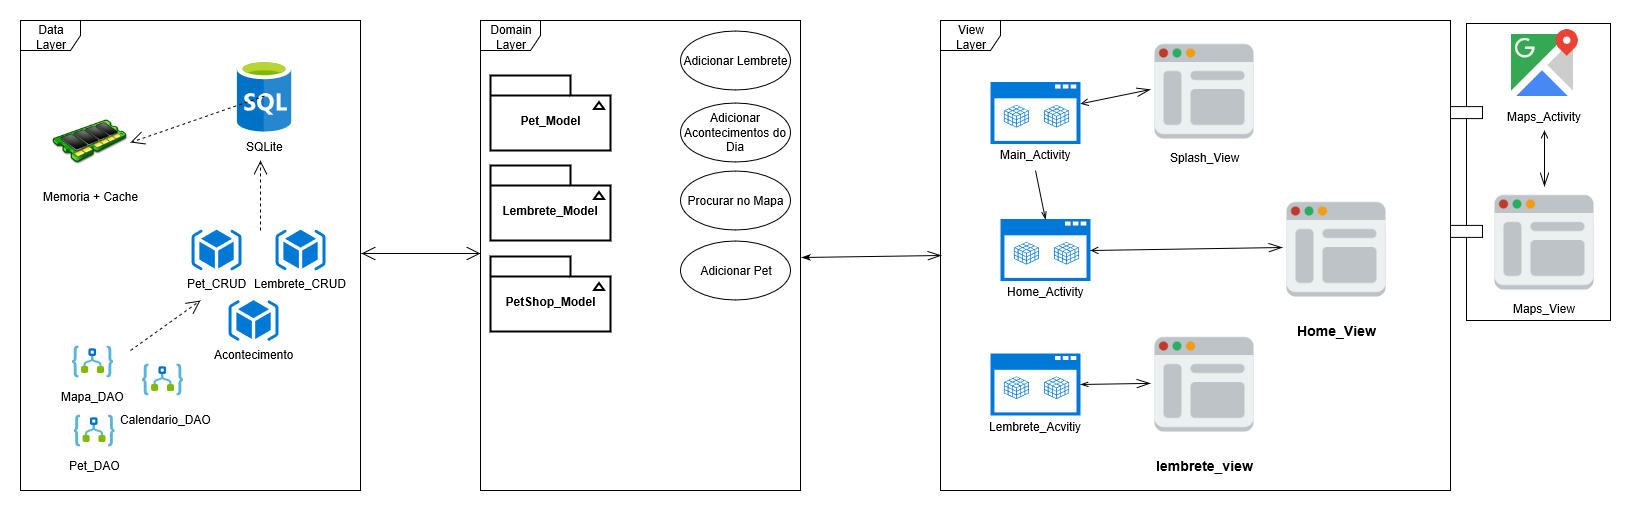 Data
Layer
SQL
SQLite
Memoria + Cache
Pet_CRUD
Lembrete_CRUD
Acontecimento
Mapa_DAO
Calendario_DAO
Pet_DAO
Domain
Layer
Pet_Model
Lembrete_Model
PetShop_Model
Adicionar Lembrete
Adicionar
Acontecimentos do
Dia
Procurar no Mapa
Adicionar Pet
View
Layer
Main_Activity
Splash_View
Home_Activity
Home_View
Lembrete_Acvitiy
lembrete_view
G
Maps_Activity
Maps_View